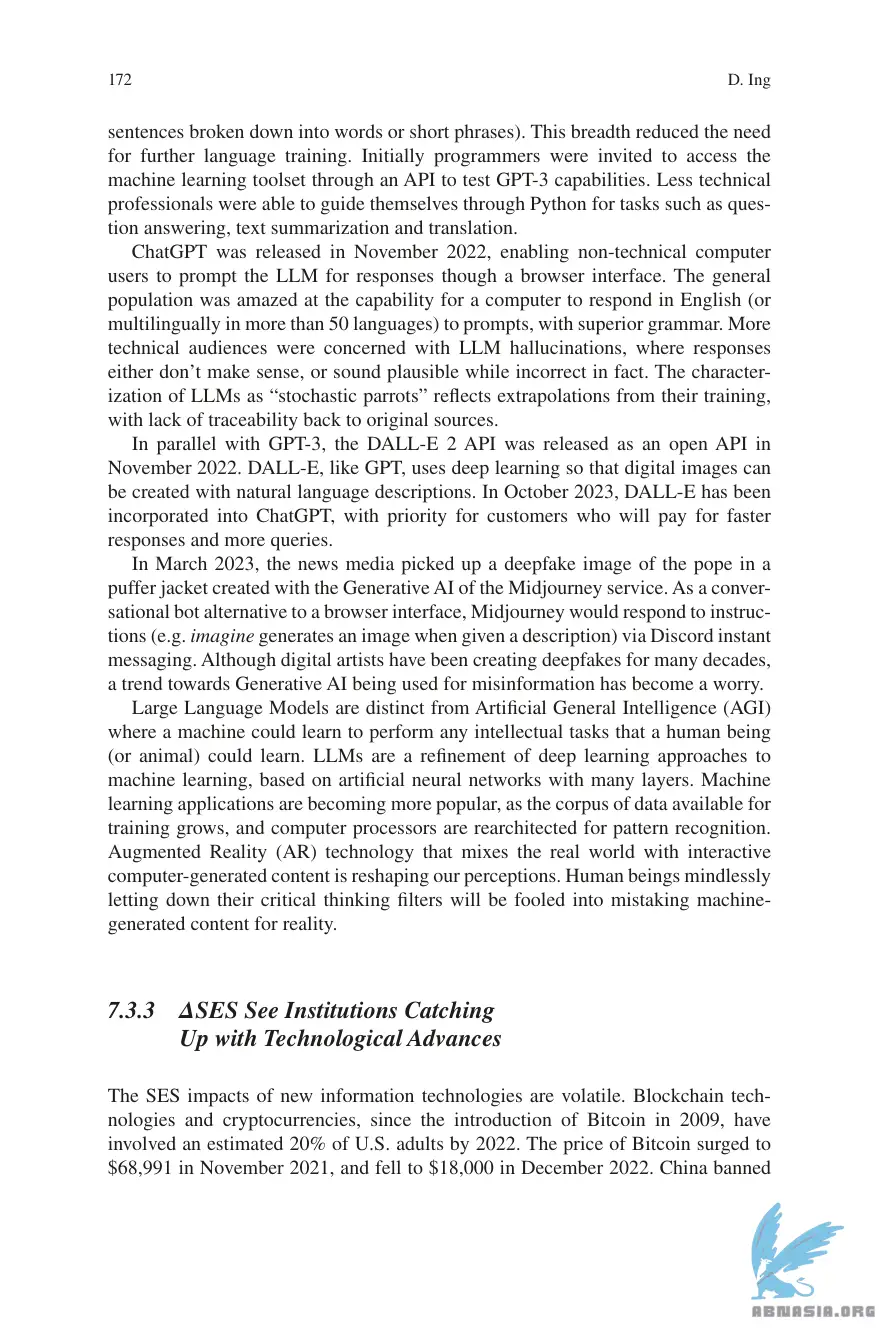 172
D. Ing
sentences broken down into words or short phrases). This breadth reduced the need
for further language training. Initially programmers were invited to access the
machine learning toolset through an API to test GPT-3 capabilities. Less technical
professionals were able to guide themselves through Python for tasks such as ques-
tion answering, text summarization and translation.
ChatGPT was released in November 2022, enabling non-technical computer
users to prompt the LLM for responses though a browser interface. The general
population was amazed at the capability for a computer to respond in English (or
multilingually in more than 50 languages) to prompts, with superior grammar. More
technical audiences were concerned with LLM hallucinations, where responses
either don’t make sense, or sound plausible while incorrect in fact. The character-
ization of LLMs as “stochastic parrots” reflects extrapolations from their training,
with lack of traceability back to original sources.
In parallel with GPT-3, the DALL-E 2 API was released as an open API in
November 2022. DALL-E, like GPT, uses deep learning so that digital images can
be created with natural language descriptions. In October 2023, DALL-E has been
incorporated into ChatGPT, with priority for customers who will pay for faster
responses and more queries.
In March 2023, the news media picked up a deepfake image of the pope in a
puffer jacket created with the Generative AI of the Midjourney service. As a conver-
sational bot alternative to a browser interface, Midjourney would respond to instruc-
tions (e.g. imagine generates an image when given a description) via Discord instant
messaging. Although digital artists have been creating deepfakes for many decades,
a trend towards Generative AI being used for misinformation has become a worry.
Large Language Models are distinct from Artificial General Intelligence (AGI)
where a machine could learn to perform any intellectual tasks that a human being
(or animal) could learn. LLMs are a refinement of deep learning approaches to
machine learning, based on artificial neural networks with many layers. Machine
learning applications are becoming more popular, as the corpus of data available for
training grows, and computer processors are rearchitected for pattern recognition.
Augmented Reality (AR) technology that mixes the real world with interactive
computer-generated content is reshaping our perceptions. Human beings mindlessly
letting down their critical thinking filters will be fooled into mistaking machine-
generated content for reality.
7.3.3 ΔSES See Institutions Catching
Up with Technological Advances
The SES impacts of new information technologies are volatile. Blockchain tech-
nologies and cryptocurrencies, since the introduction of Bitcoin in 2009, have
involved an estimated 20% of U.S. adults by 2022. The price of Bitcoin surged to
$68,991 in November 2021, and fell to $18,000 in December 2022. China banned
ABNASIA.ORG